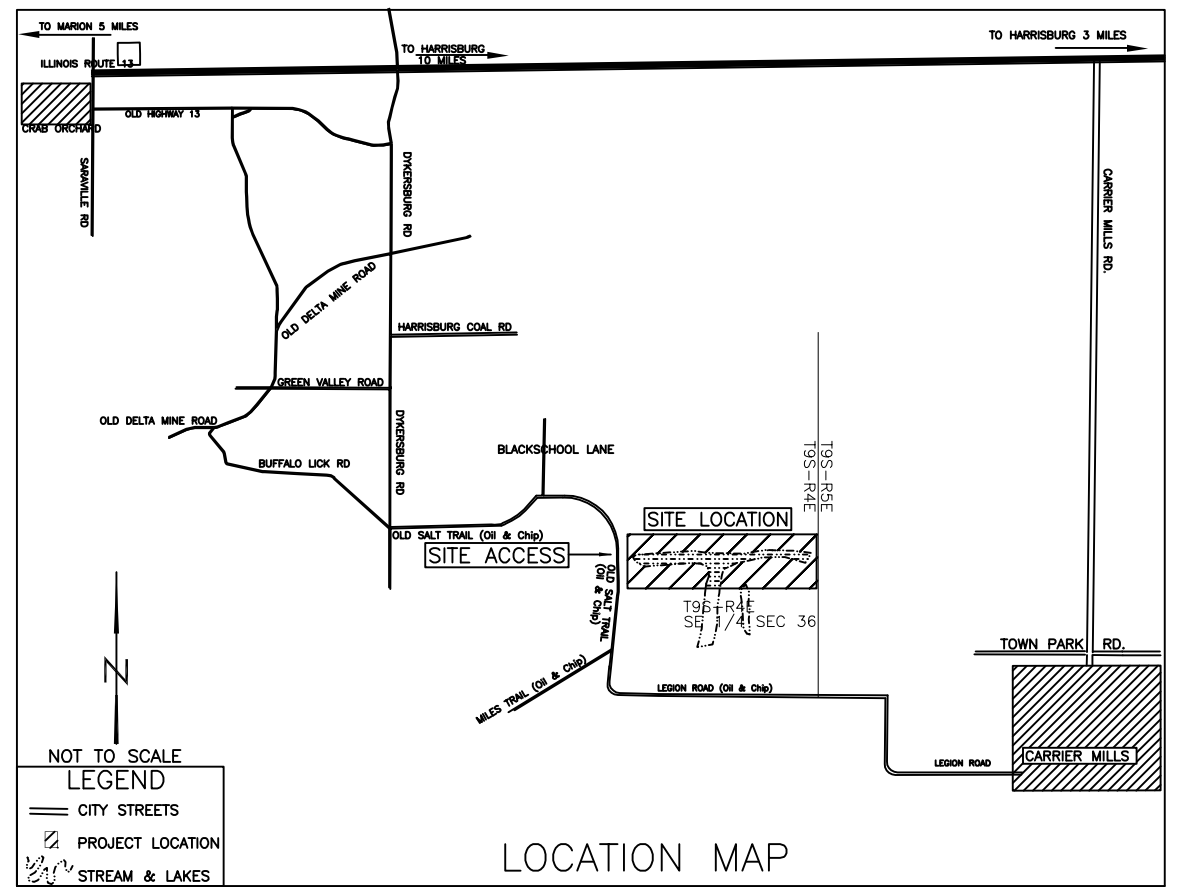 TO MARION 5 MILES
TO HARRISBURG
10 MILES
TO HARRISBURG 3 MILES
ILLINOIS ROUTE 13
OLD HIGHWAY 13
CRAB ORCHARD
SARAVILLE RD
DYKERSBURG RD
CARRIER MILLS RD.
OLD DELTA MINE ROAD
HARRISBURG COAL RD
GREEN VALLEY ROAD
OLD DELTA MINE ROAD
DYKERSBURG RD
BLACKSCHOOL LANE
BUFFALO LICK RD
T9S-R4E
T9S-R5E
SITE LOCATION
OLD SALT TRAIL (Oil & Chip)
SITE ACCESS
OLD SALT TRAIL
(Oil & Chip)
T9S-R4E
SE 1/4 SEC 36
TOWN PARK RD.
MILES TRAIL (Oil & Chip)
LEGION ROAD (Oil & Chip)
N
LEGION ROAD
CARRIER MILLS
NOT TO SCALE
LEGEND
CITY STREETS
PROJECT LOCATION
STREAM & LAKES
LOCATION MAP